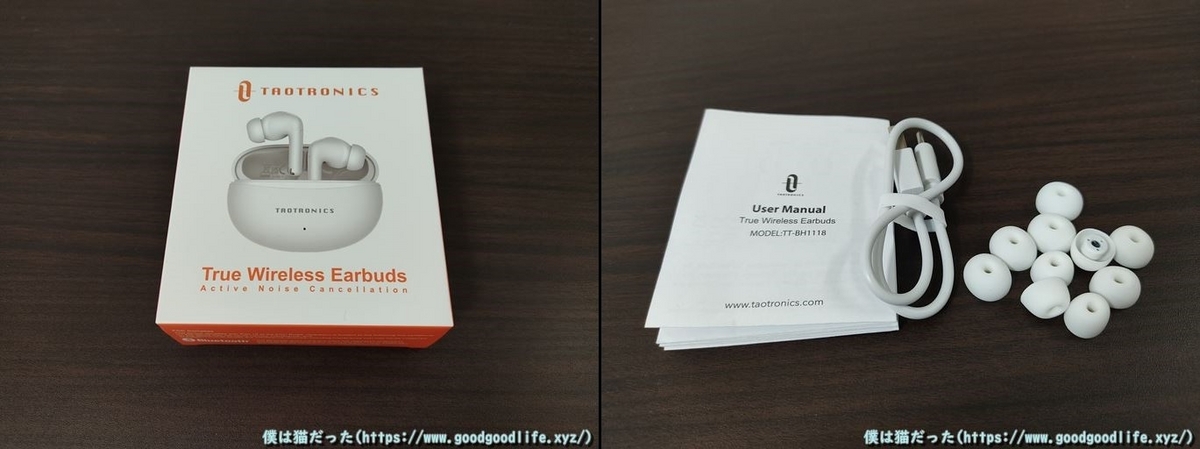 TAOTRONICS
TAOTRONICS
True Wireless Earbuds
Active Noise Cancellation
Bluetooth
僕は猫だった(https://www.goodgoodlife.xyz/)
TAOTRONICS
User Manual
True Wireless Earbuds
MODEL:TT-BH1118
www.taotronics.com
僕は猫だった(https://www.goodgoodlife.xyz/)